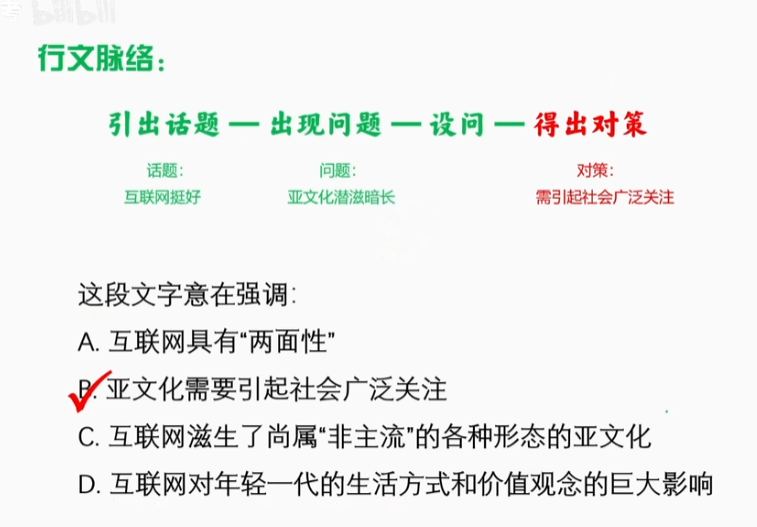 考 bilibili
行文脉络：
引出话题 — 出现问题 — 设问 — 得出对策
话题： 问题： 对策：
互联网挺好 亚文化潜滋暗长 需引起社会广泛关注
这段文字意在强调：
A. 互联网具有“两面性”
B. 亚文化需要引起社会广泛关注
C. 互联网滋生了尚属“非主流”的各种形态的亚文化
D. 互联网对年轻一代的生活方式和价值观念的巨大影响